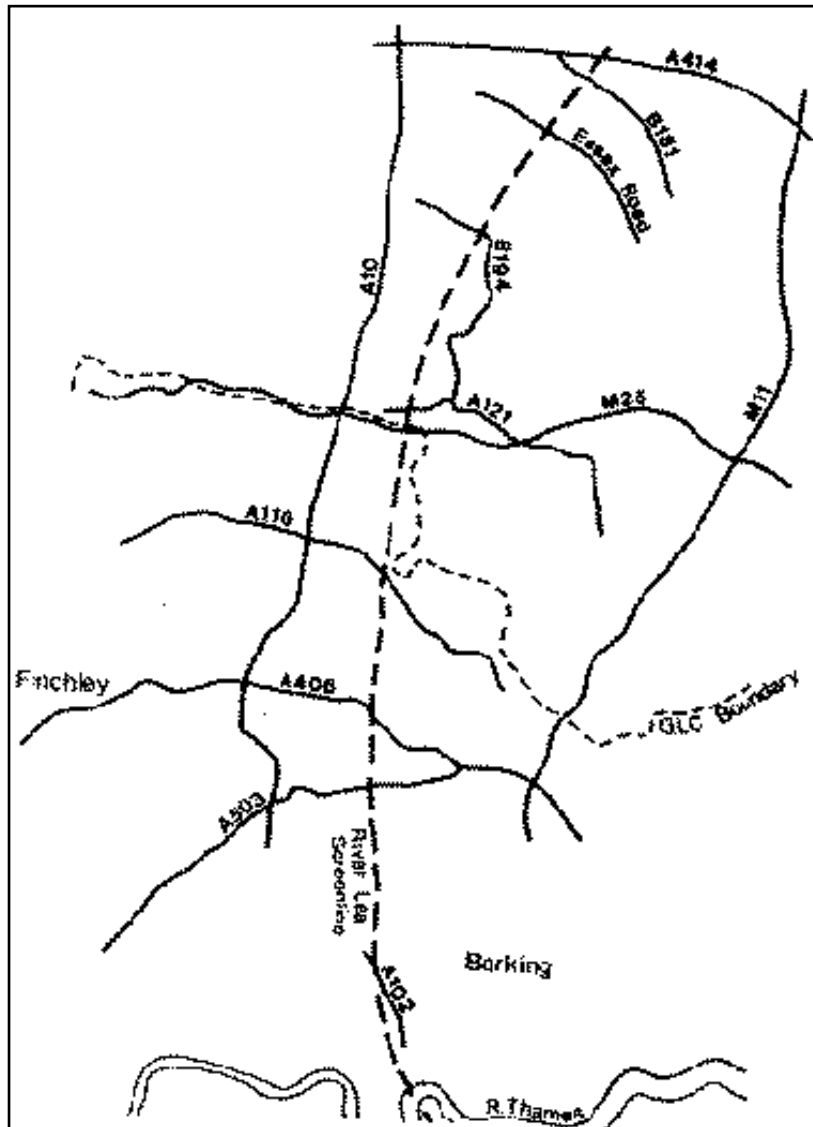 A414
B181
Essex Road
A10
B194
A121
M25
M11
A110
Finchley
A406
GLC Boundary
A503
River Lea
Screenline
Barking
A102
R.Thames